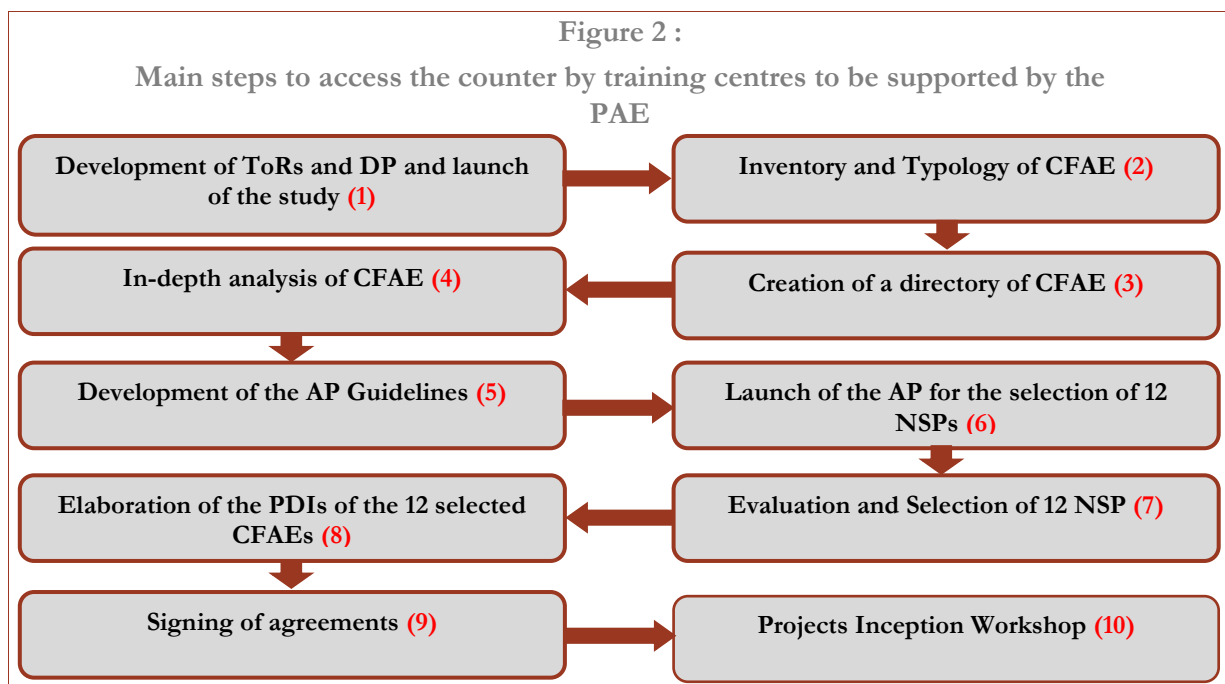 Figure 2 :
Main steps to access the counter by training centres to be supported by the
PAE
Development of ToRs and DP and launch
of the study (1)
Inventory and Typology of CFAE (2)
Creation of a directory of CFAE (3)
In-depth analysis of CFAE (4)
Development of the AP Guidelines (5)
Launch of the AP for the selection of 12
NSPs (6)
Evaluation and Selection of 12 NSP (7)
Elaboration of the PDIs of the 12 selected
CFAEs (8)
Signing of agreements (9)
Projects Inception Workshop (10)